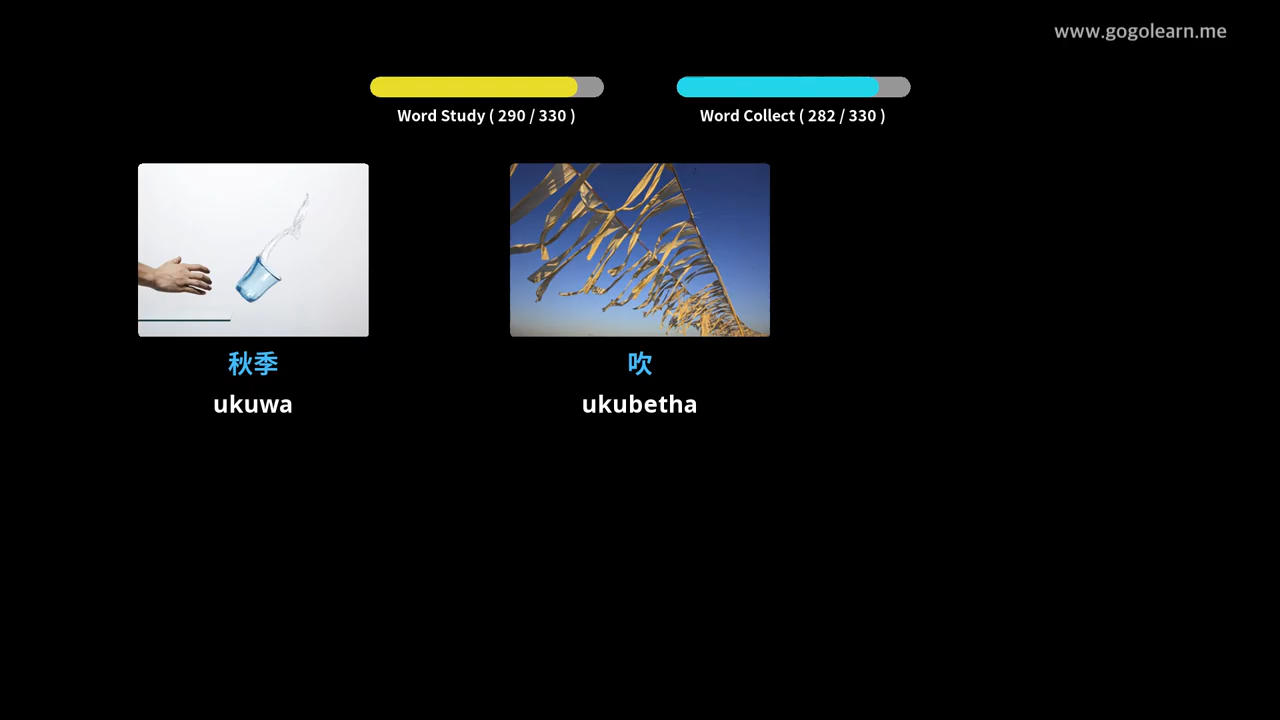 www.gogolearn.me
Word Study ( 290 / 330 )
Word Collect ( 282 / 330 )
秋季
吹
ukuwa
ukubetha